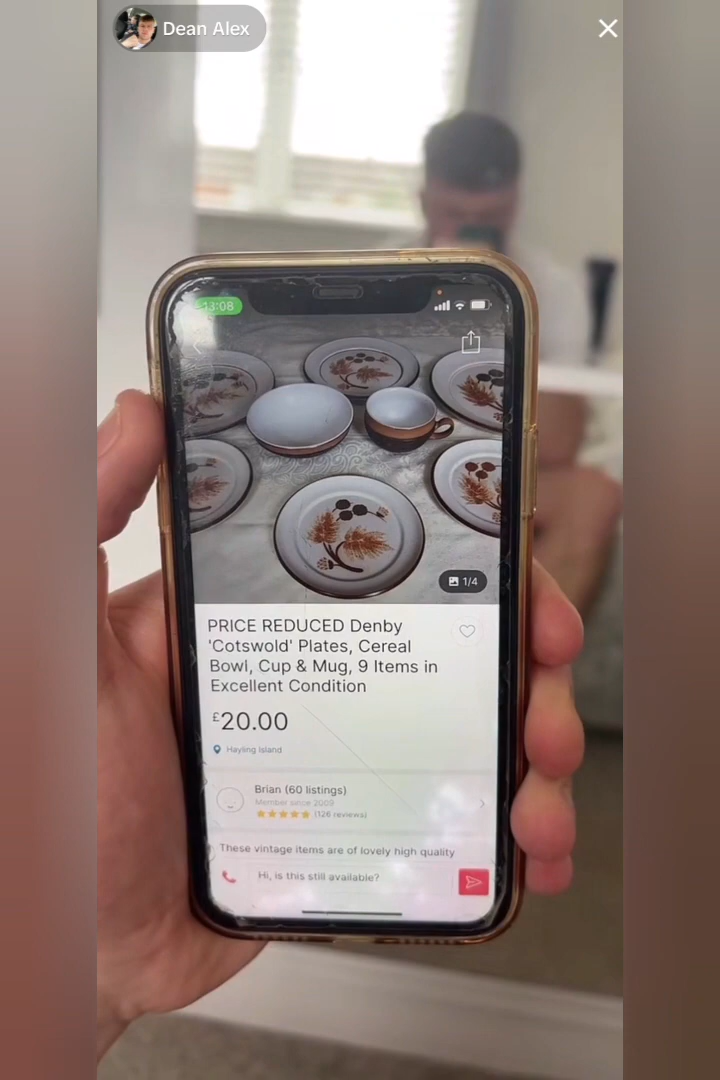 Dean Alex
13:08
1/4
PRICE REDUCED Denby
'Cotswold' Plates, Cereal
Bowl, Cup & Mug, 9 Items in
Excellent Condition
£20.00
Hayling Island
Brian (60 listings)
Member since 2009
(126 reviews)
These vintage items are of lovely high quality
Hi, is this still available?